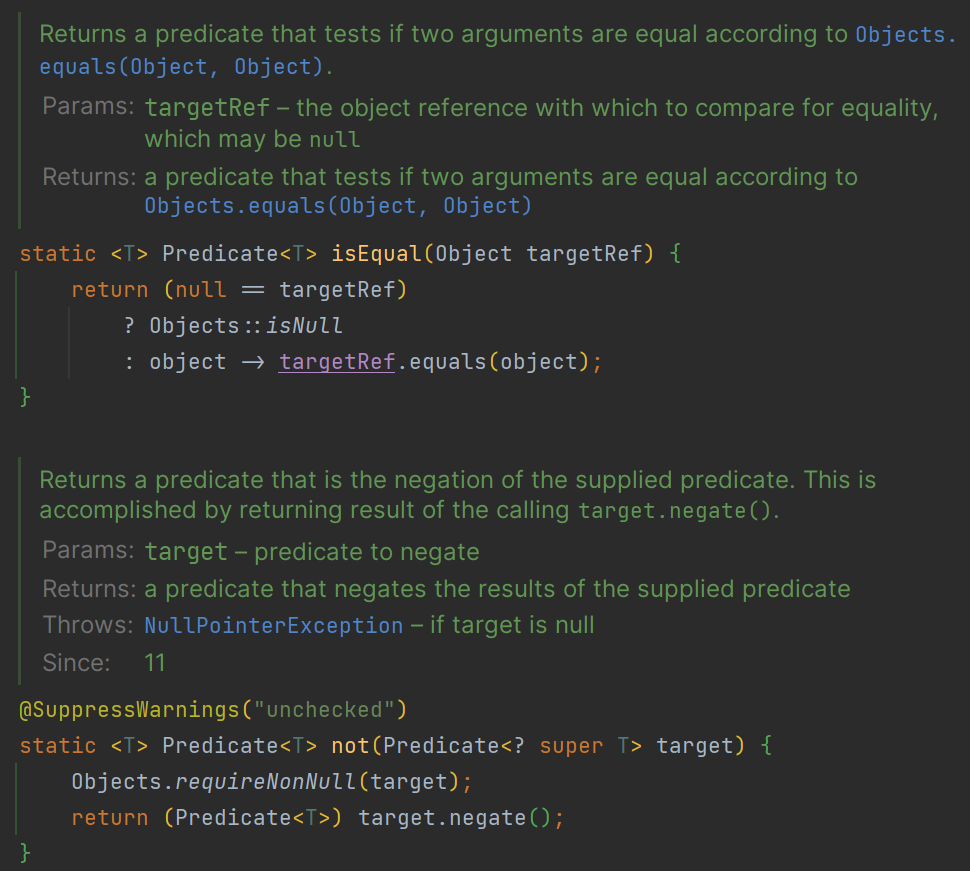 Returns a predicate that tests if two arguments are equal according to Objects.
equals(Object, Object).
Params: targetRef – the object reference with which to compare for equality,
which may be null
Returns: a predicate that tests if two arguments are equal according to
Objects.equals(Object, Object)
static <T> Predicate<T> isEqual(Object targetRef) {
    return (null == targetRef)
        ? Objects::isNull
        : object -> targetRef.equals(object);
}
Returns a predicate that is the negation of the supplied predicate. This is
accomplished by returning result of the calling target.negate().
Params: target – predicate to negate
Returns: a predicate that negates the results of the supplied predicate
Throws: NullPointerException – if target is null
Since: 11
@SuppressWarnings("unchecked")
static <T> Predicate<T> not(Predicate<? super T> target) {
    Objects.requireNonNull(target);
    return (Predicate<T>) target.negate();
}